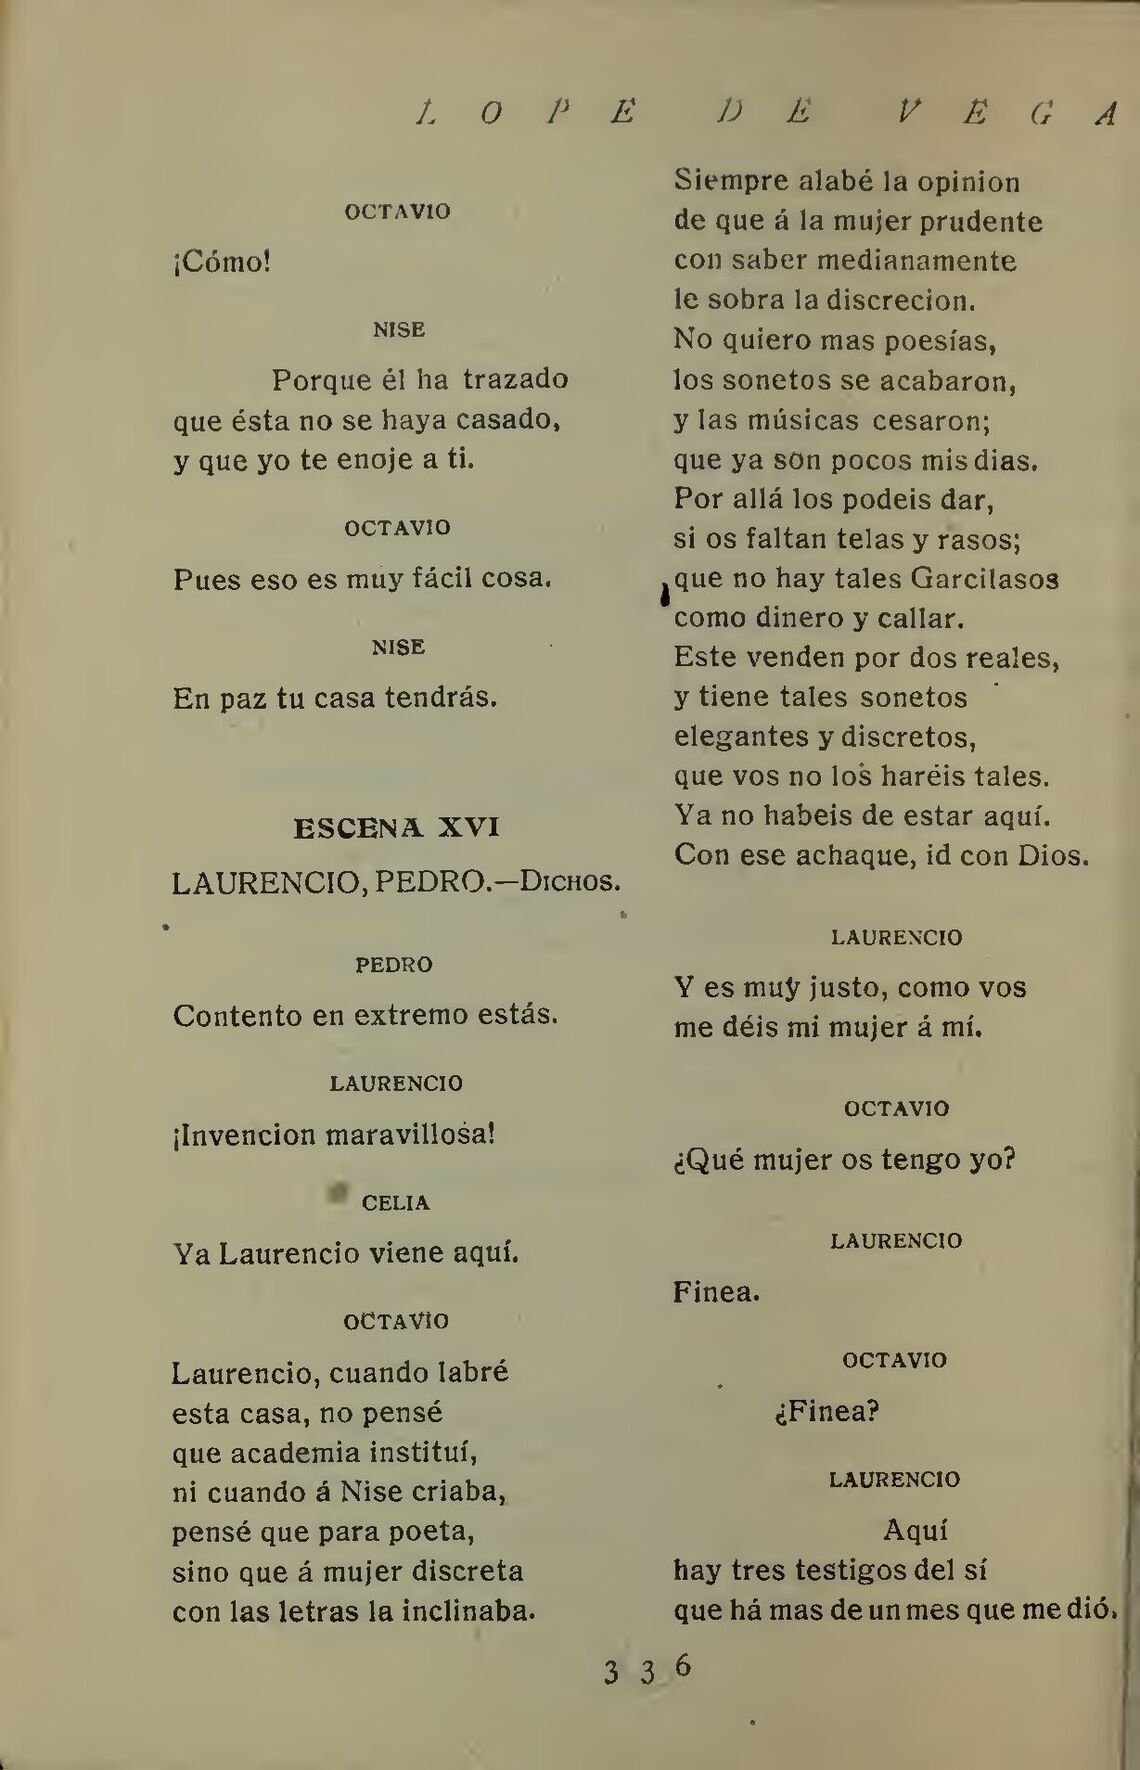 LOPE DE VEGA
OCTAVIO
¡Cómo!
NISE
Porque él ha trazado
que ésta no se haya casado,
y que yo te enoje a ti.
OCTAVIO
Pues eso es muy fácil cosa.
NISE
En paz tu casa tendrás.
ESCENA XVI
LAURENCIO, PEDRO.—DICHOS.
PEDRO
Contento en extremo estás.
LAURENCIO
¡Invencion maravillosa!
CELIA
Ya Laurencio viene aquí.
OCTAVIO
Laurencio, cuando labré
esta casa, no pensé
que academia instituí,
ni cuando á Nise criaba,
pensé que para poeta,
sino que á mujer discreta
con las letras la inclinaba.
Siempre alabé la opinion
de que á la mujer prudente
con saber medianamente
le sobra la discrecion.
No quiero mas poesías,
los sonetos se acabaron,
y las músicas cesaron;
que ya son pocos mis dias.
Por allá los podeis dar,
si os faltan telas y rasos;
que no hay tales Garcilasos
como dinero y callar.
Este venden por dos reales,
y tiene tales sonetos
elegantes y discretos,
que vos no los haréis tales.
Ya no habeis de estar aquí.
Con ese achaque, id con Dios.
LAURENCIO
Y es muy justo, como vos
me déis mi mujer á mí.
OCTAVIO
¿Qué mujer os tengo yo?
LAURENCIO
Finea.
OCTAVIO
¿Finea?
LAURENCIO
Aquí
hay tres testigos del sí
que há mas de un mes que me dió.
336